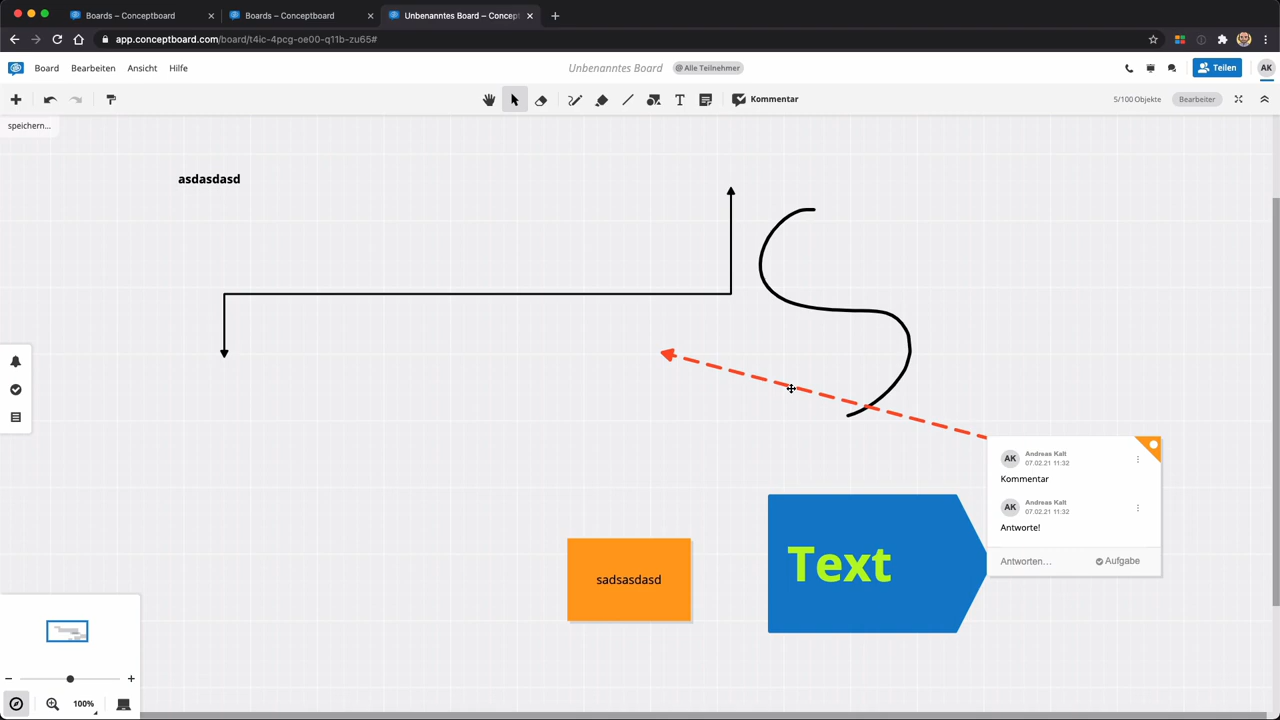 Boards – Conceptboard
Boards – Conceptboard
Unbenanntes Board – Concept
app.conceptboard.com/board/t4ic-4pcg-oe00-q11b-zu65#
Board Bearbeiten Ansicht Hilfe
Unbenanntes Board
@ Alle Teilnehmer
Teilen
AK
Kommentar
5/100 Objekte
Bearbeiter
speichern...
asdasdasd
AK
Andreas Kalt
07.02.21 11:32
Kommentar
AK
Andreas Kalt
07.02.21 11:32
Antworte!
Antworten...
Aufgabe
Text
sadsasdasd
100%